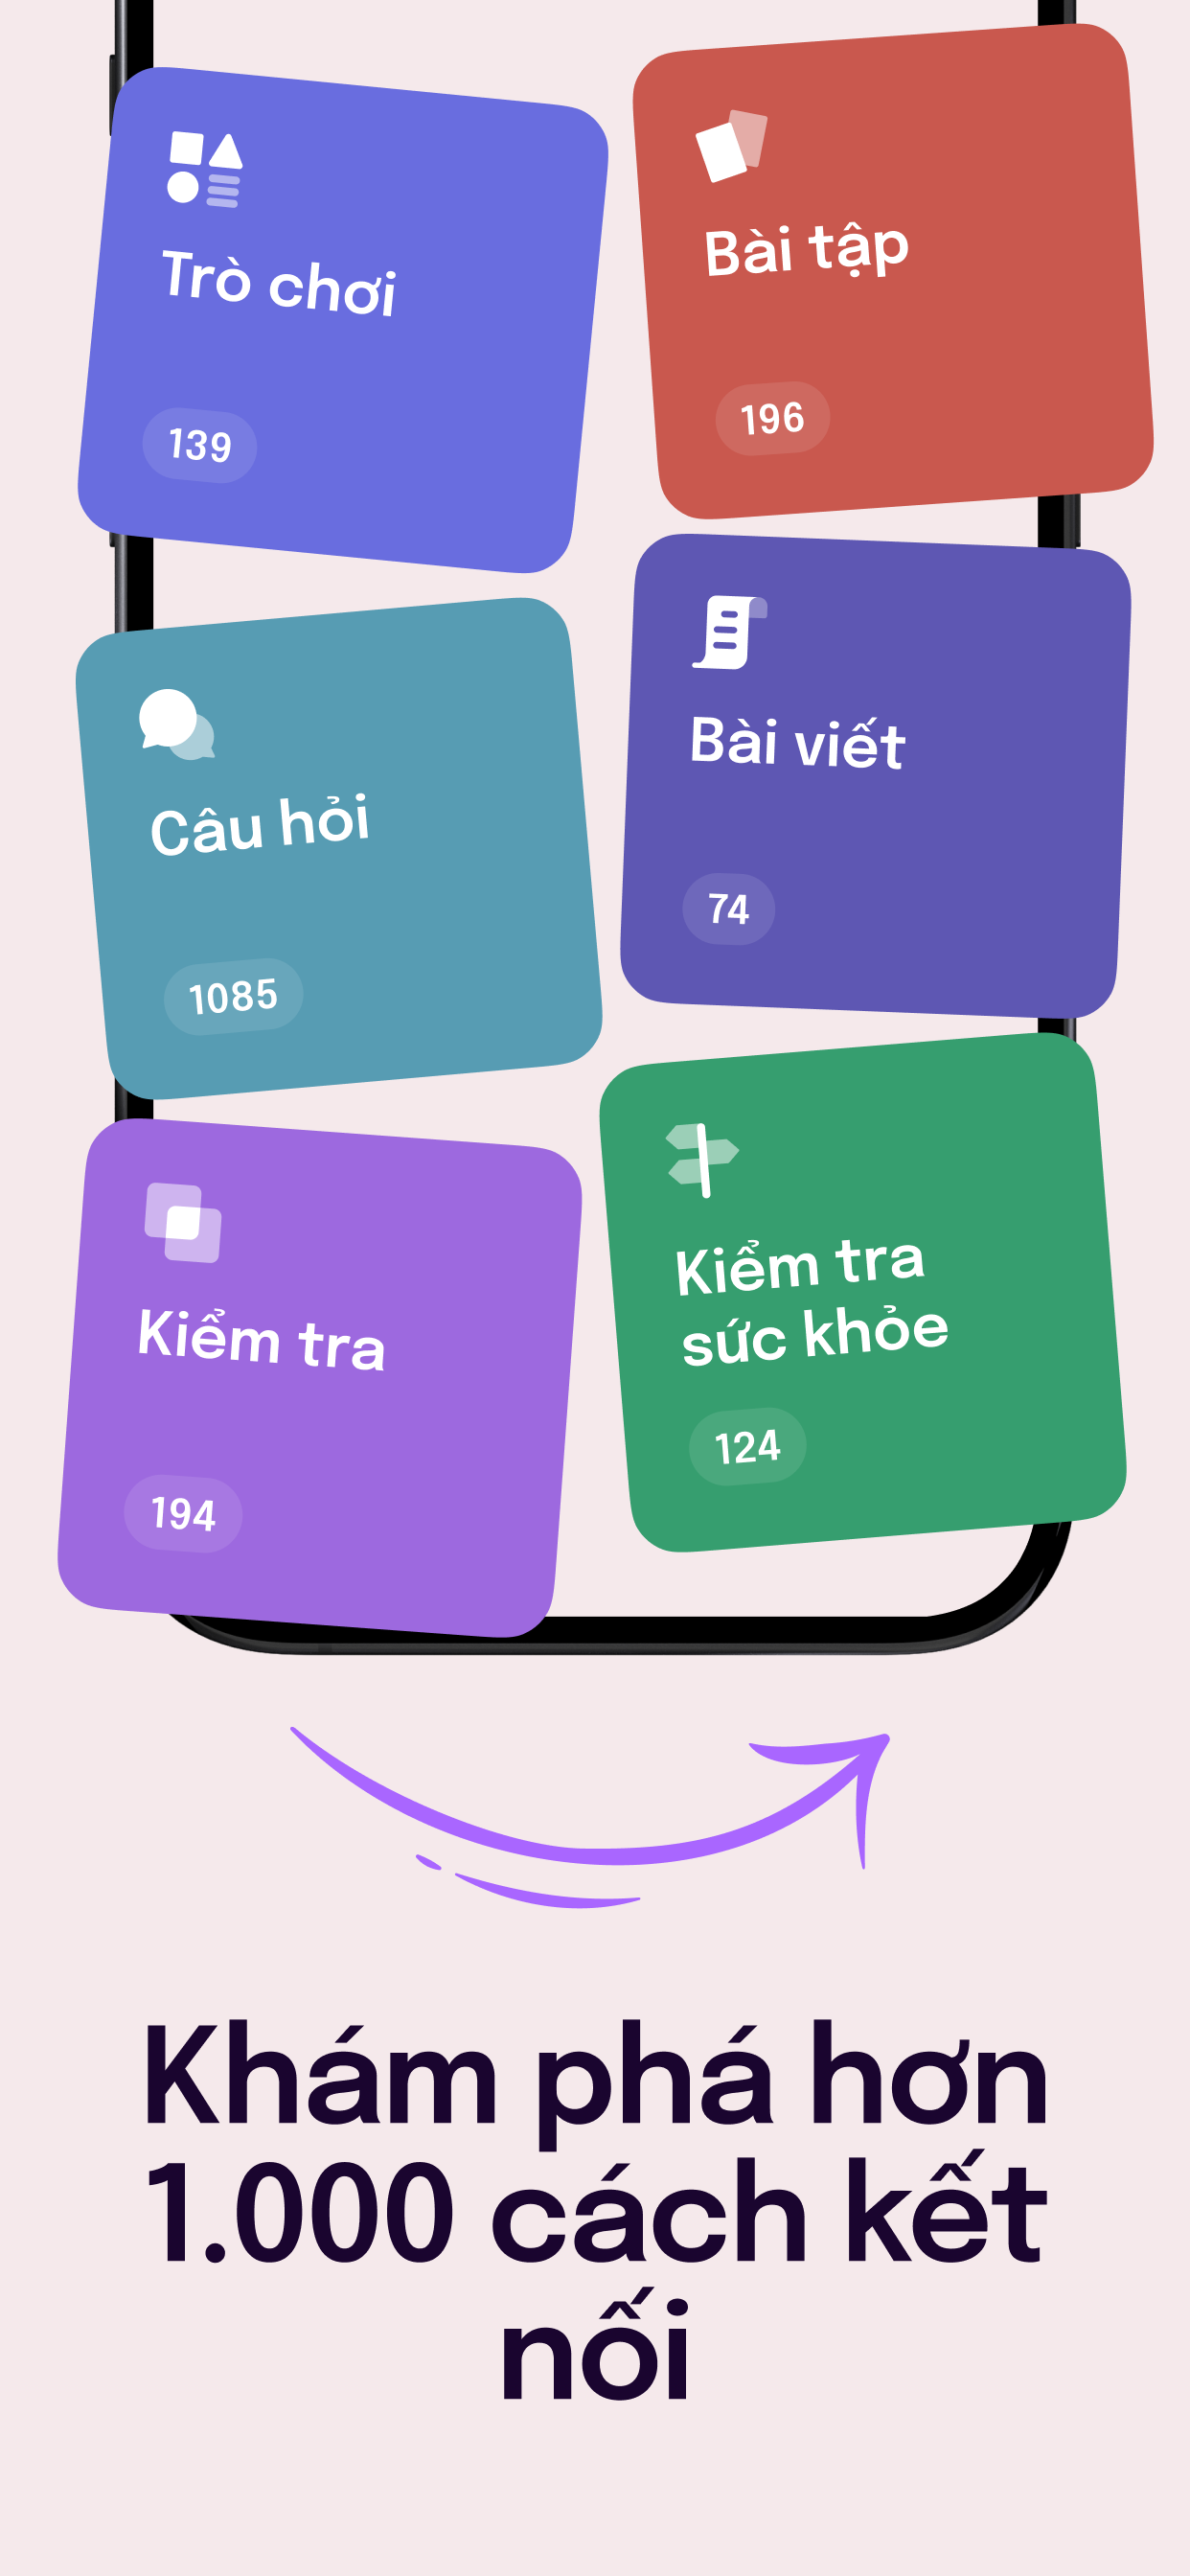 Trò chơi
139
Bài tập
196
Câu hỏi
1085
Bài viết
74
Kiểm tra
194
Kiểm tra
sức khỏe
124
Khám phá hơn
1.000 cách kết
nối